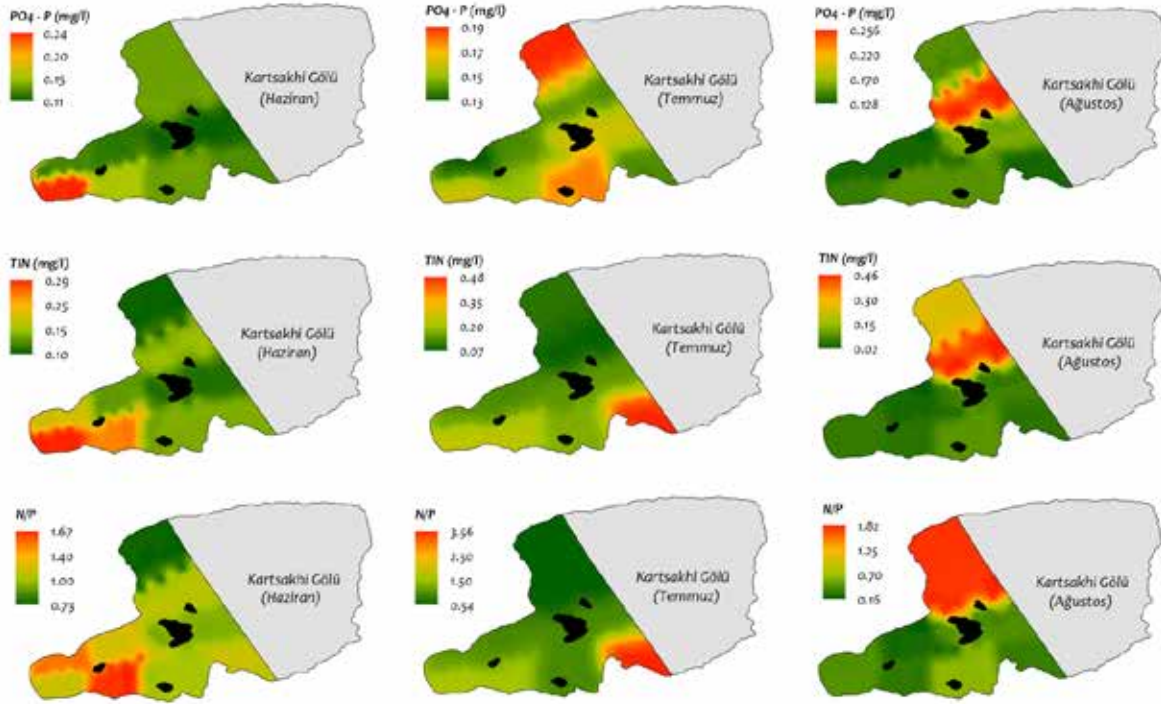 PO4 - P (mg/l)
0.24
0.20
0.15
0.11
Kartsakhi Gölü
(Haziran)
PO4 - P (mg/l)
0.19
0.17
0.15
0.13
Kartsakhi Gölü
(Temmuz)
PO4 - P (mg/l)
0.256
0.220
0.170
0.128
Kartsakhi Gölü
(Ağustos)
TIN (mg/l)
0.29
0.20
0.15
0.10
Kartsakhi Gölü
(Haziran)
TIN (mg/l)
0.48
0.35
0.20
0.07
Kartsakhi Gölü
(Temmuz)
TIN (mg/l)
0.46
0.30
0.15
0.02
Kartsakhi Gölü
(Ağustos)
N/P
1.67
1.40
1.00
0.73
Kartsakhi Gölü
(Haziran)
N/P
3.56
2.50
1.50
0.54
Kartsakhi Gölü
(Temmuz)
N/P
1.82
1.25
0.70
0.16
Kartsakhi Gölü
(Ağustos)